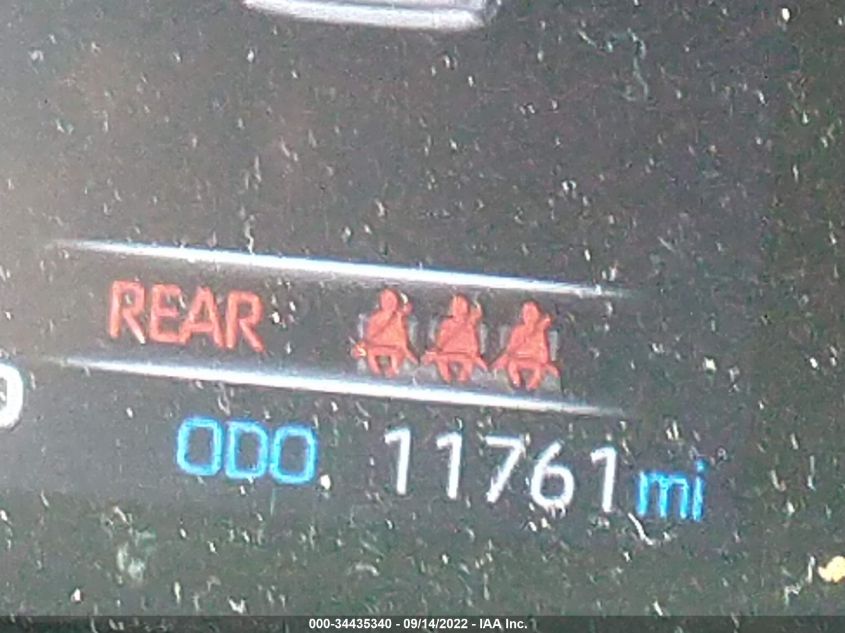 REAR
ODO 11761 mi
000-34435340 - 09/14/2022 - IAA Inc.